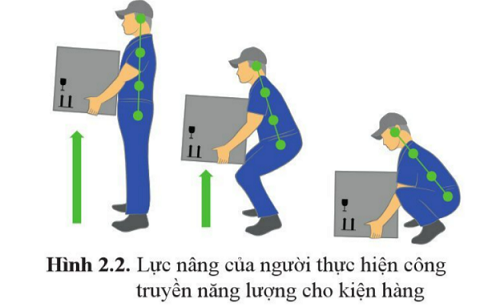 Hình 2.2. Lực nâng của người thực hiện công
truyền năng lượng cho kiện hàng